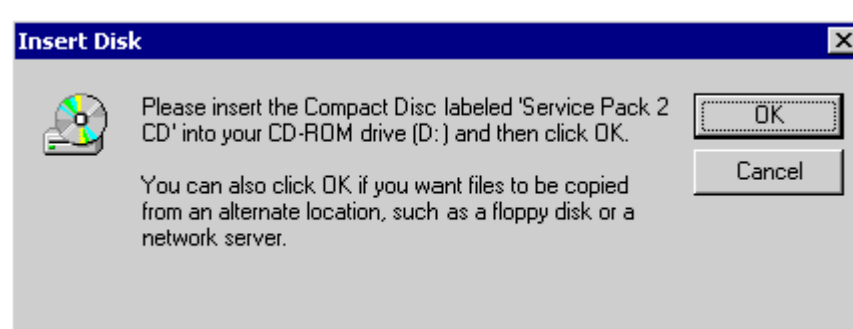 Insert Disk
Please insert the Compact Disc labeled 'Service Pack 2
CD' into your CD-ROM drive (D:) and then click OK.
You can also click OK if you want files to be copied
from an alternate location, such as a floppy disk or a
network server.
OK
Cancel